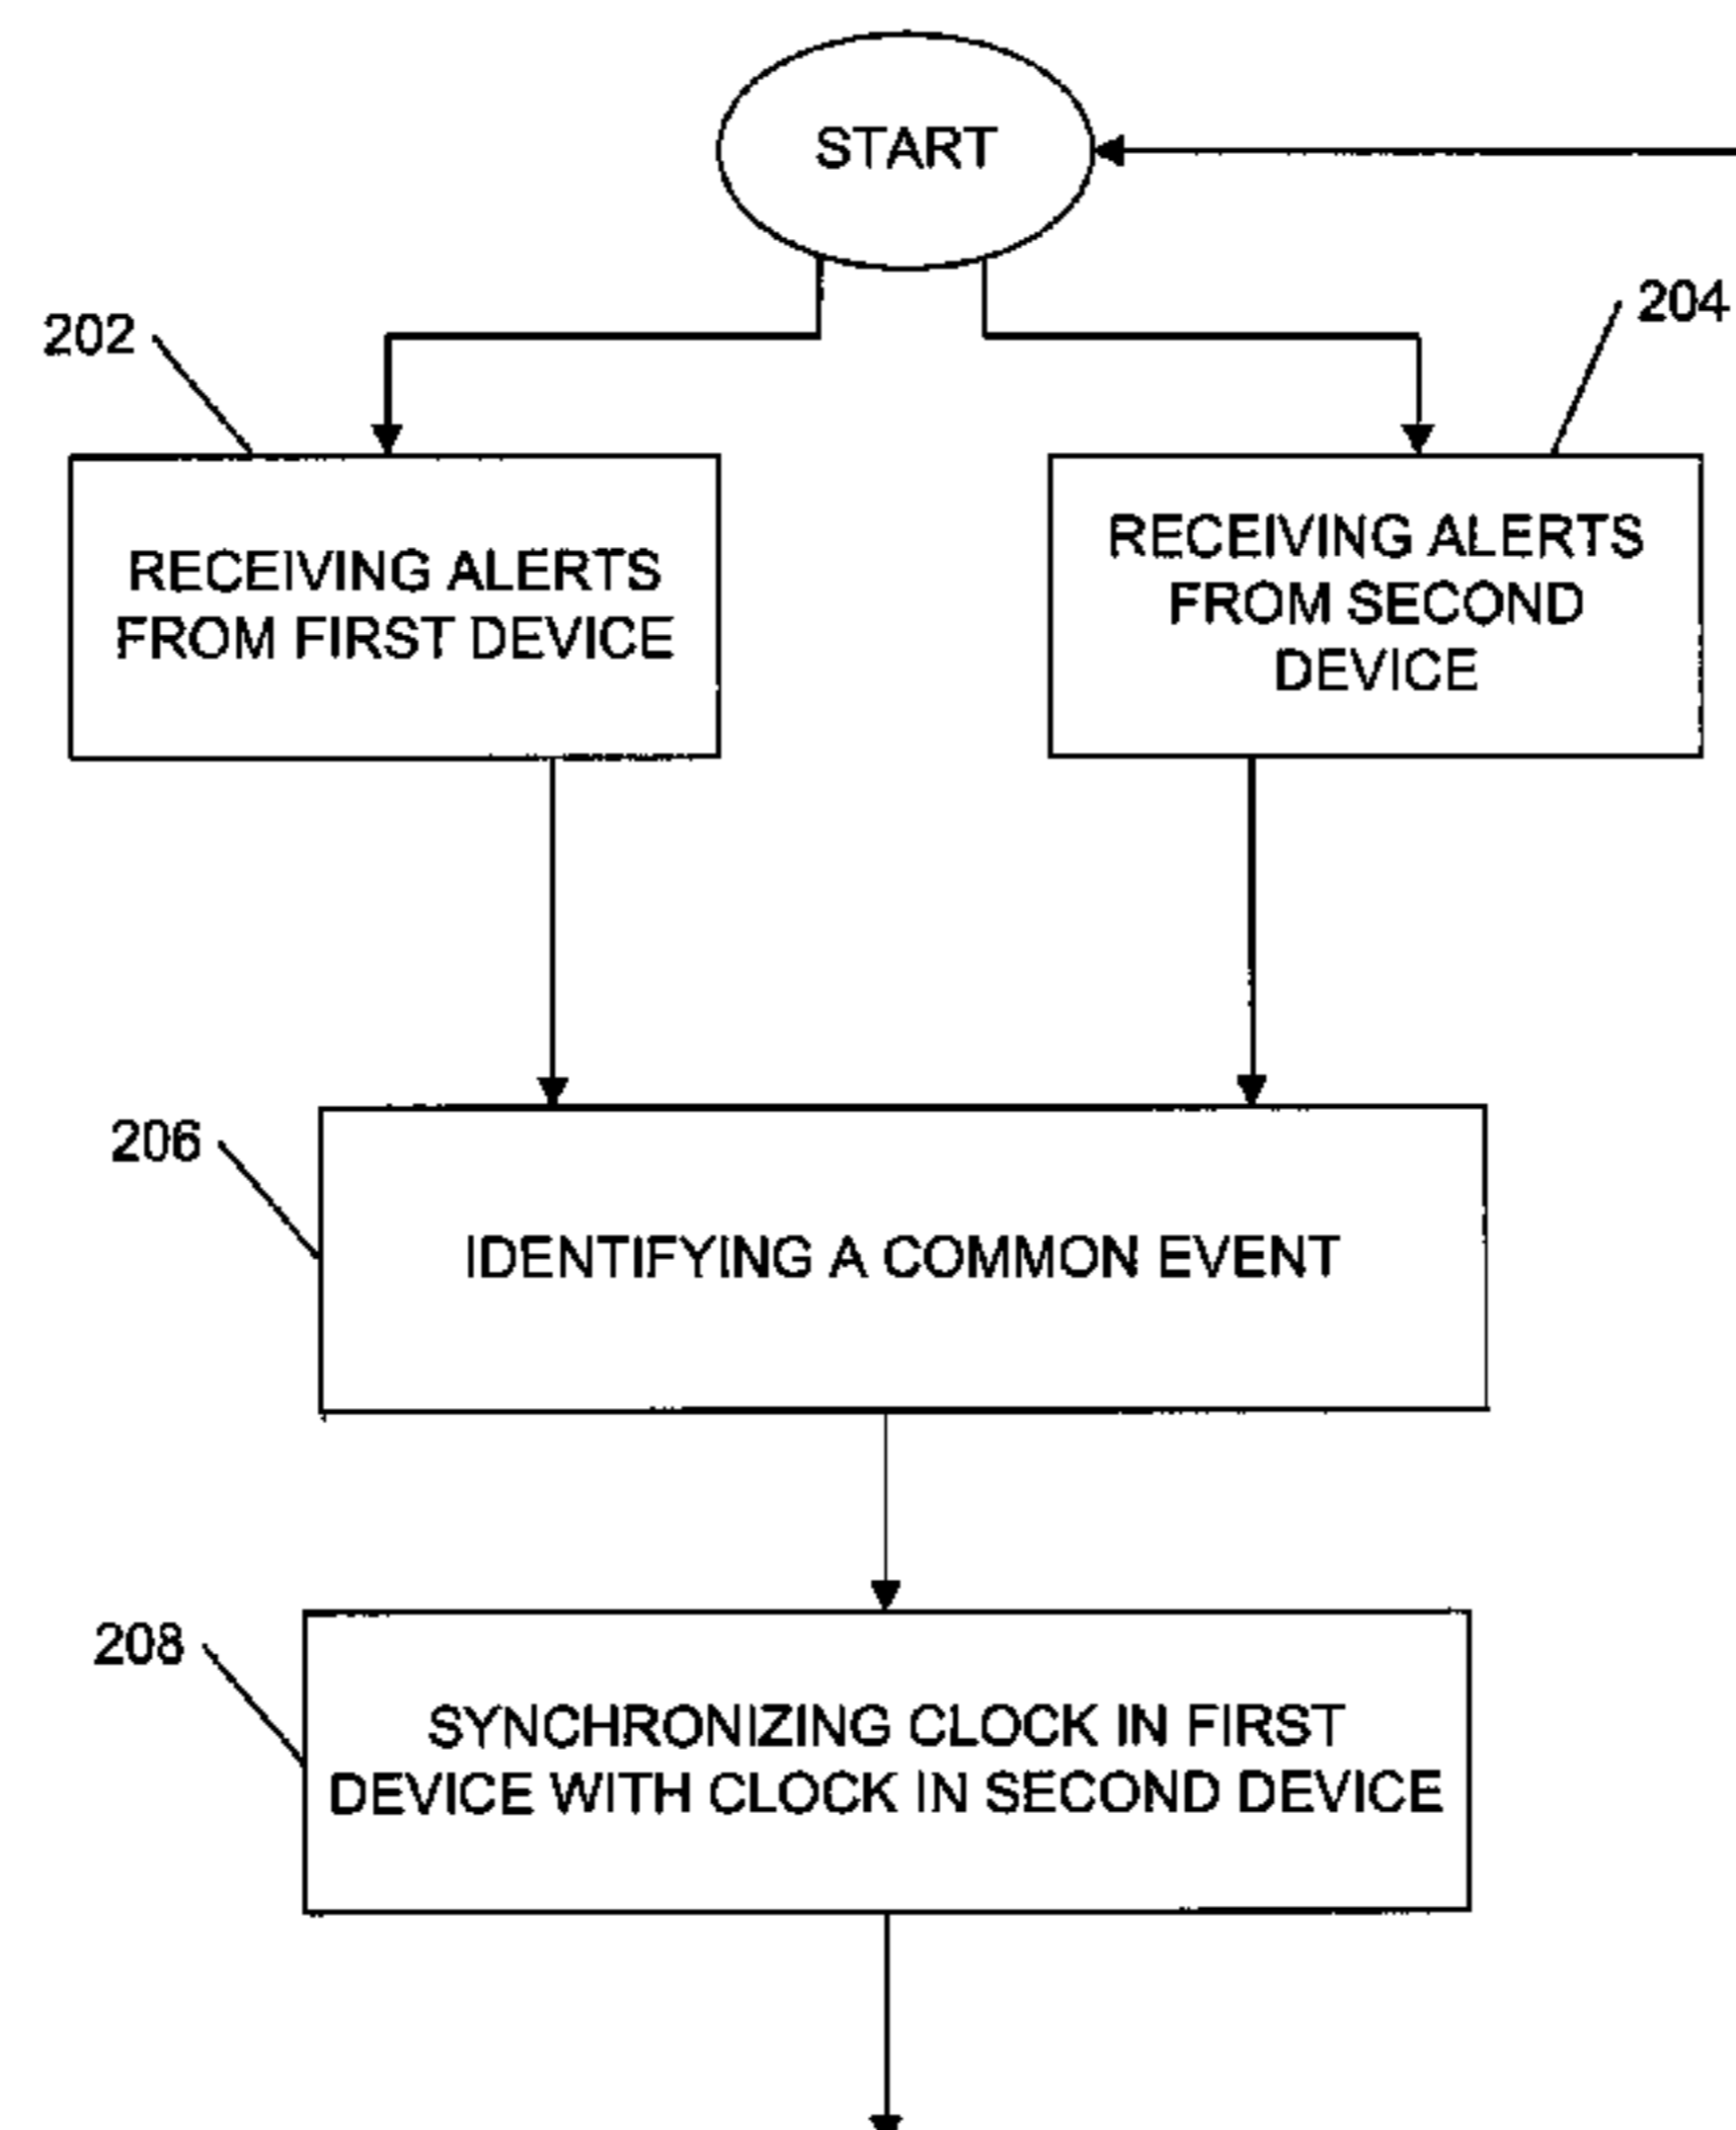 START
202
204
RECEIVING ALERTS
FROM FIRST DEVICE
RECEIVING ALERTS
FROM SECOND
DEVICE
206
IDENTIFYING A COMMON EVENT
208
SYNCHRONIZING CLOCK IN FIRST
DEVICE WITH CLOCK IN SECOND DEVICE